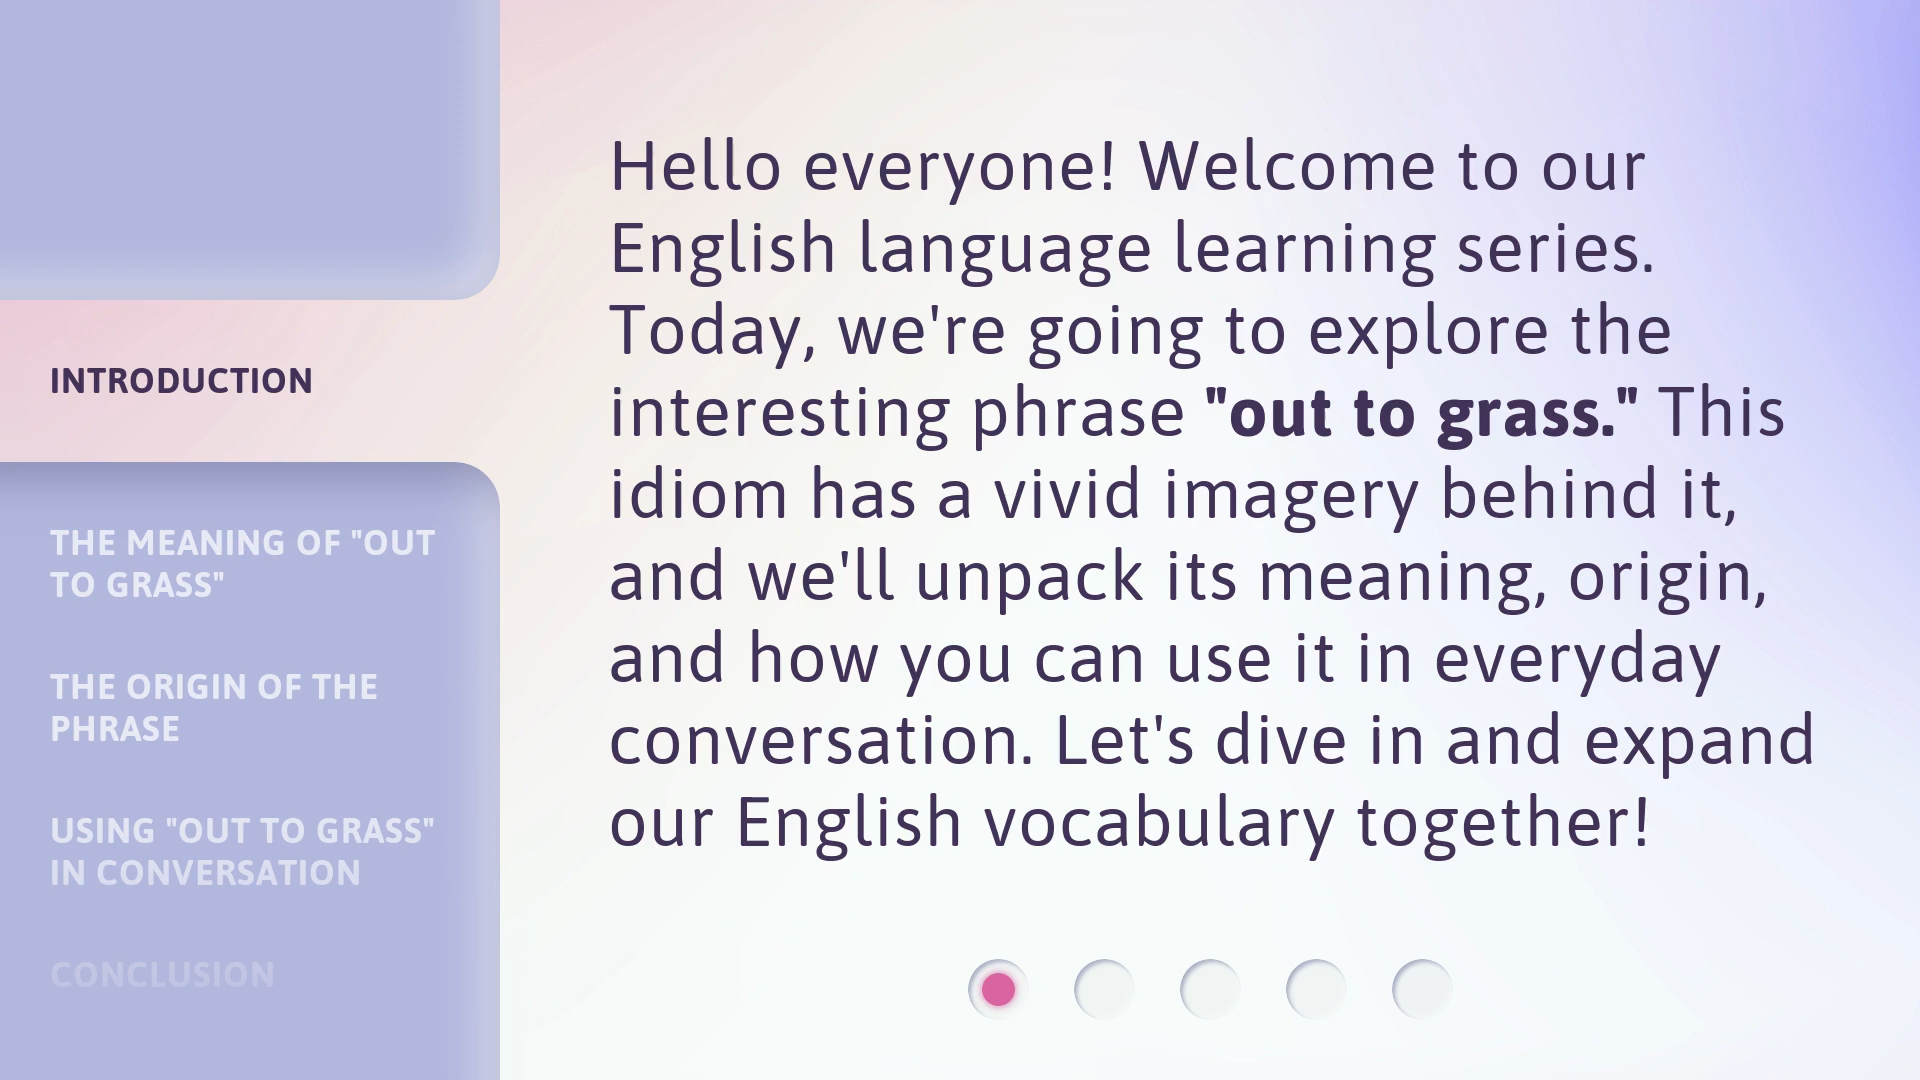 INTRODUCTION
THE MEANING OF "OUT
TO GRASS"
THE ORIGIN OF THE
PHRASE
USING "OUT TO GRASS"
IN CONVERSATION
CONCLUSION
Hello everyone! Welcome to our
English language learning series.
Today, we're going to explore the
interesting phrase "out to grass." This
idiom has a vivid imagery behind it,
and we'll unpack its meaning, origin,
and how you can use it in everyday
conversation. Let's dive in and expand
our English vocabulary together!